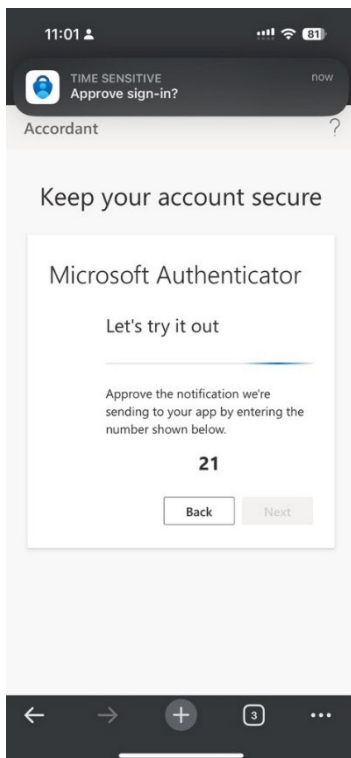 11:01
81
TIME SENSITIVE
now
Approve sign-in?
Accordant
?
Keep your account secure
Microsoft Authenticator
Let's try it out
Approve the notification we're
sending to your app by entering the
number shown below.
21
Back
Next
3